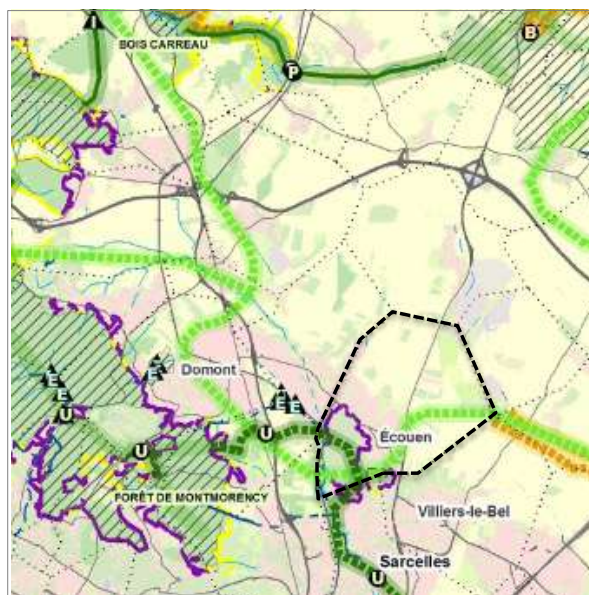 I
BOIS CARREAU
B
P
Domont
E
E
E
U
E
E
U
U
Écouen
FORÊT DE MONTMORENCY
Villiers-le-Bel
Sarcelles
U